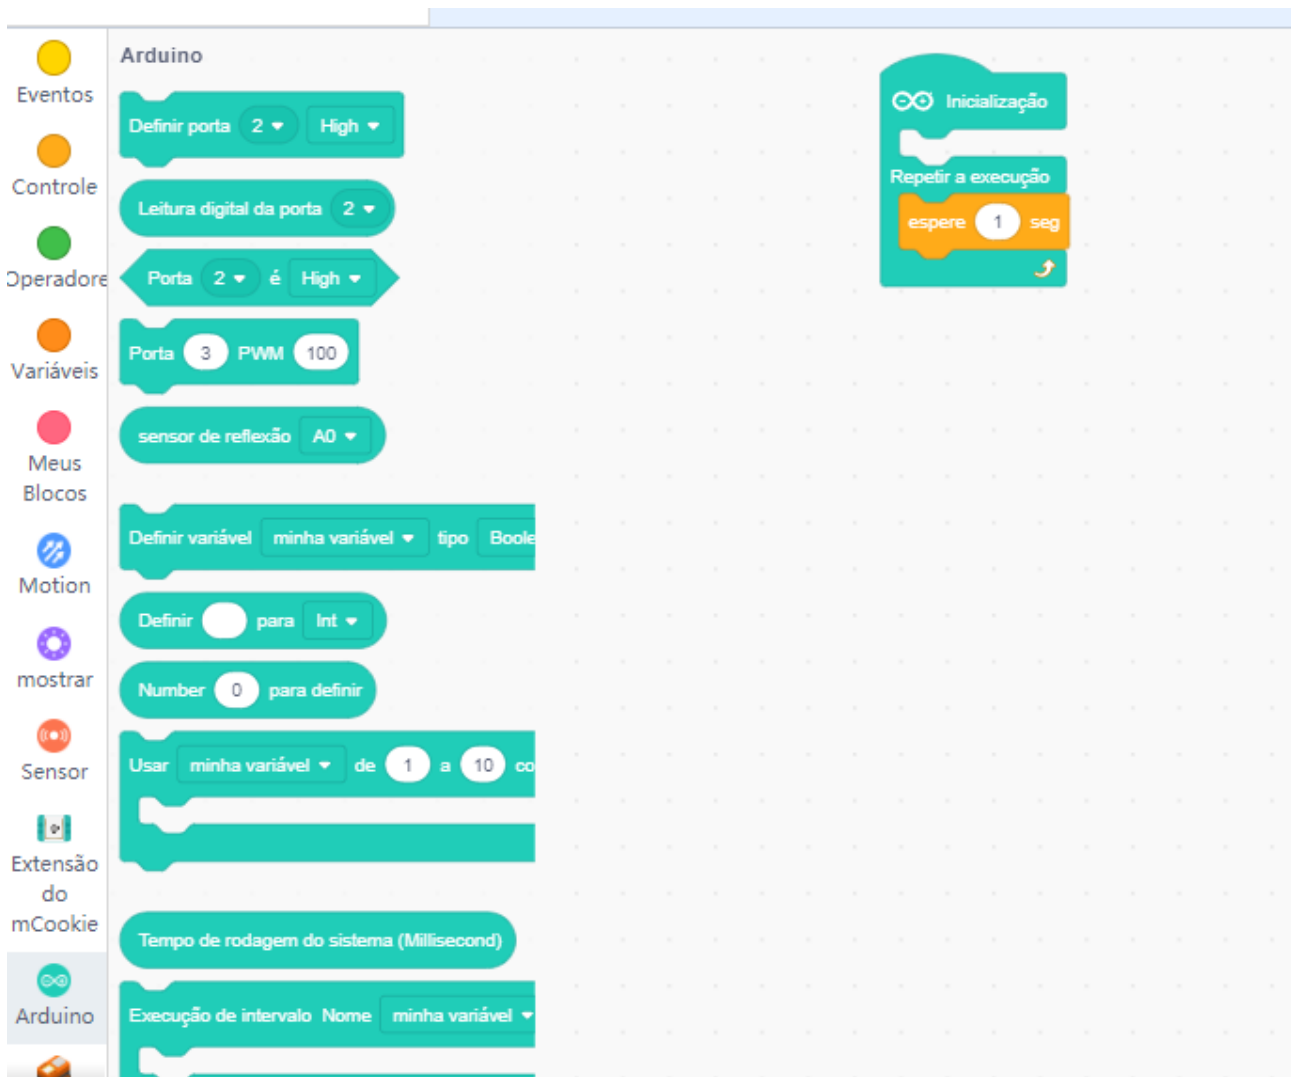 Eventos
Controle
Operadore
Variáveis
Meus
Blocos
Motion
mostrar
Sensor
Extensão
do
mCookie
Arduino
Arduino
Definir porta 2 High
Leitura digital da porta 2
Porta 2 é High
Porta 3 PWM 100
sensor de reflexão A0
Definir variável minha variável tipo Boole
Definir para Int
Number 0 para definir
Usar minha variável de 1 a 10 co
Tempo de rodagem do sistema (Millisecond)
Execução de intervalo Nome minha variável
Inicialização
Repetir a execução
espere 1 seg